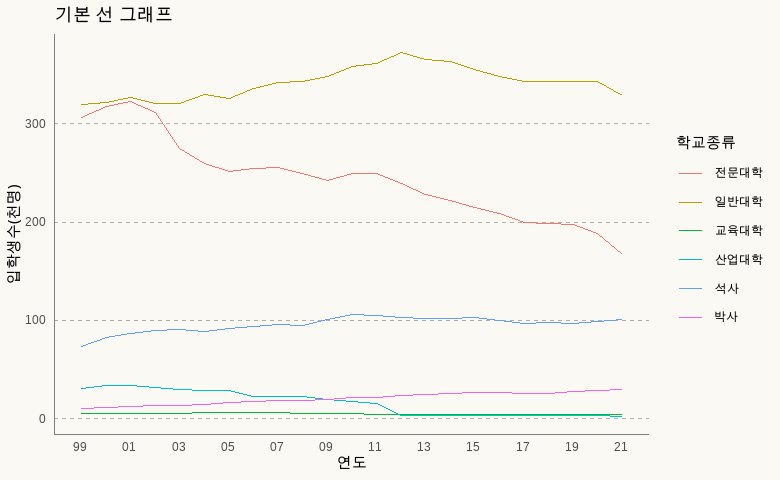 기본 선 그래프
입학생수(천명)
300
200
100
0
99 01 03 05 07 09 11 13 15 17 19 21
연도
학교종류
전문대학
일반대학
교육대학
산업대학
석사
박사